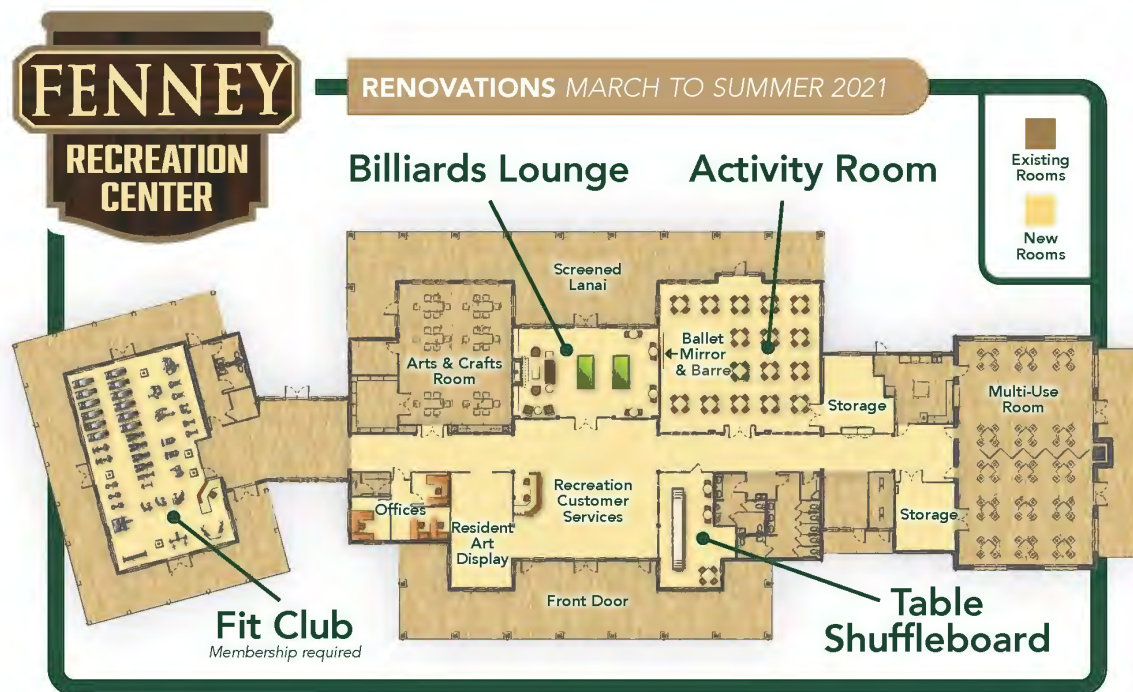 FENNEY
RECREATION
CENTER
RENOVATIONS MARCH TO SUMMER 2021
Existing
Rooms
New
Rooms
Billiards Lounge
Activity Room
Screened
Lanai
Arts & Crafts
Room
Ballet
Mirror
& Barre
Storage
Multi-Use
Room
Offices
Resident
Art
Display
Recreation
Customer
Services
Storage
Front Door
Fit Club
Membership required
Table
Shuffleboard